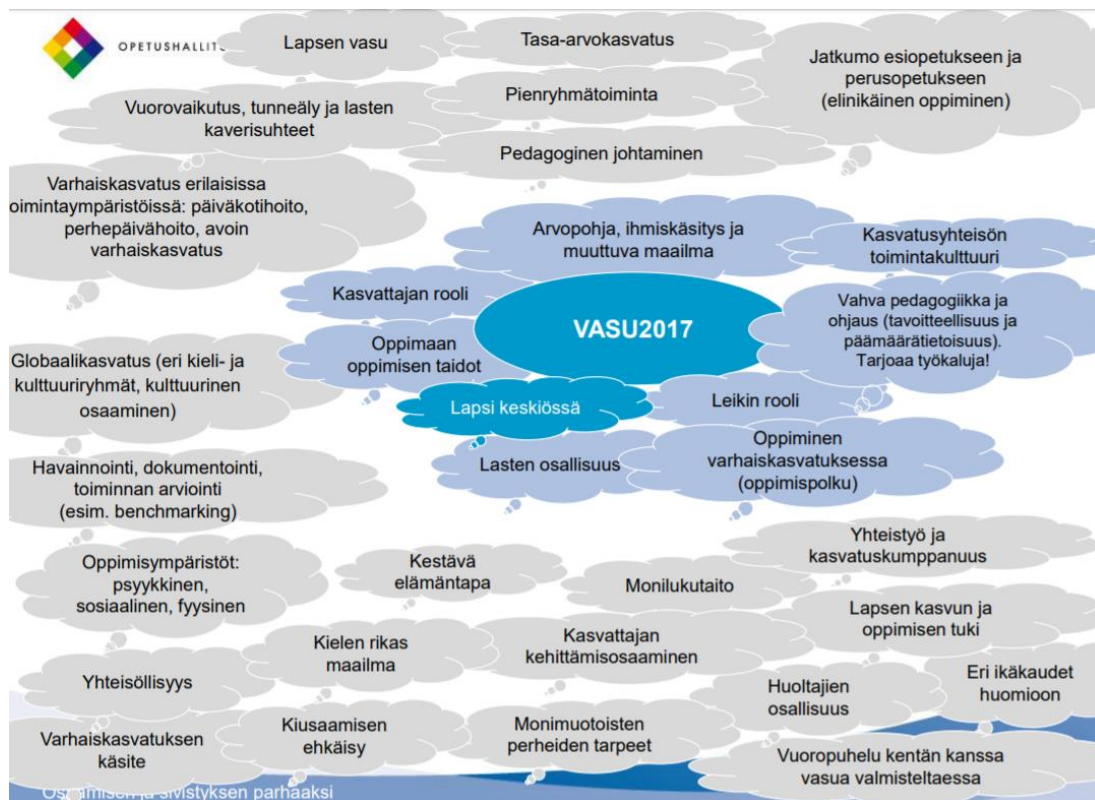 OPETUSHALLITUS
Lapsen vasu
Tasa-arvokasvatus
Jatkumo esiopetukseen ja
perusopetukseen
(elinikäinen oppiminen)
Vuorovaikutus, tunneäly ja lasten
kaverisuhteet
Pienryhmätoiminta
Pedagoginen johtaminen
Varhaiskasvatus erilaisissa
oimintaympäristöissä: päiväkotihoito,
perhepäivähoito, avoin
varhaiskasvatus
Arvopohja, ihmiskäsitys ja
muuttuva maailma
Kasvatusyhteisön
toimintakulttuuri
Kasvattajan rooli
VASU2017
Vahva pedagogiikka ja
ohjaus (tavoitteellisuus ja
päämäärätietoisuus).
Tarjoaa työkaluja!
Oppimaan
oppimisen taidot
Globaalikasvatus (eri kieli- ja
kulttuuriryhmät, kulttuurinen
osaaminen)
Lapsi keskiössä
Leikin rooli
Lasten osallisuus
Oppiminen
varhaiskasvatuksessa
(oppimispolku)
Havainnointi, dokumentointi,
toiminnan arviointi
(esim. benchmarking)
Yhteistyö ja
kasvatuskumppanuus
Oppimisympäristöt:
psyykkinen,
sosiaalinen, fyysinen
Kestävä
elämäntapa
Monilukutaito
Lapsen kasvun ja
oppimisen tuki
Kielen rikas
maailma
Kasvattajan
kehittämisosaaminen
Yhteisöllisyys
Huoltajien
osallisuus
Eri ikäkaudet
huomioon
Varhaiskasvatuksen
käsite
Kiusaamisen
ehkäisy
Monimuotoisten
perheiden tarpeet
Vuoropuhelu kentän kanssa
vasua valmisteltaessa
ja sivistyksen parhaaksi